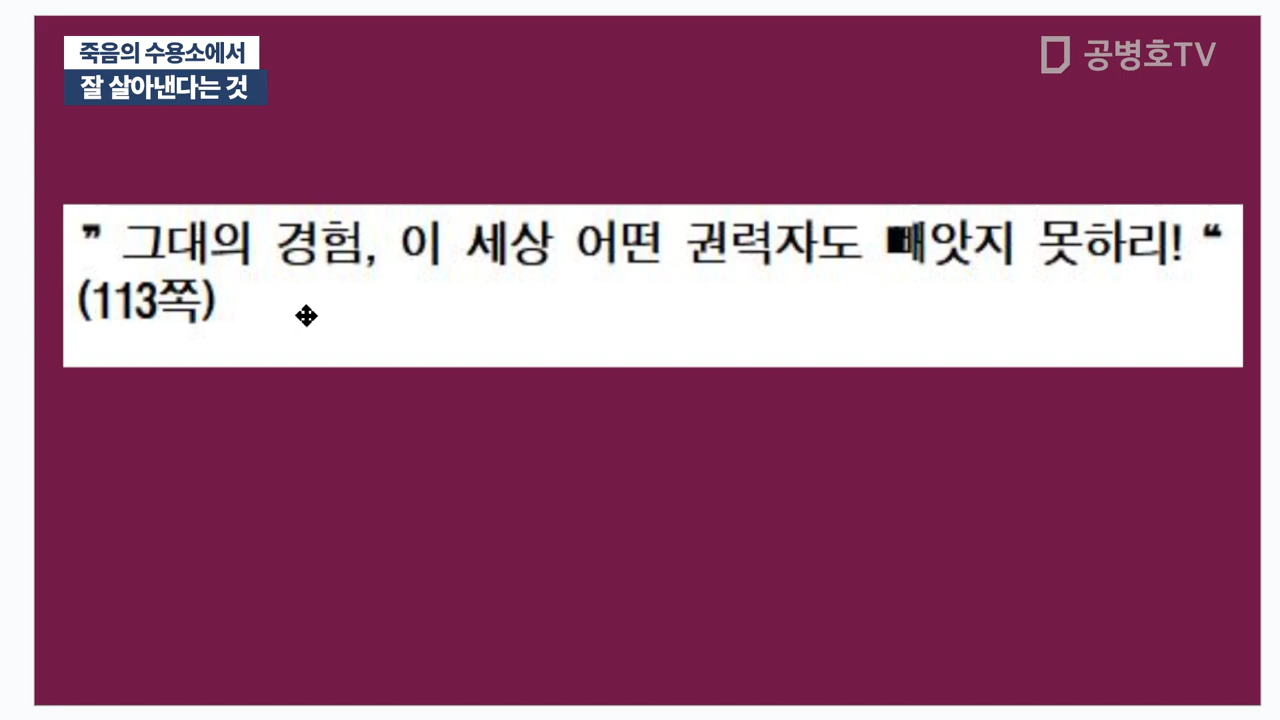 죽음의 수용소에서
잘 살아낸다는 것
공병호TV
❞ 그대의 경험, 이 세상 어떤 권력자도 빼앗지 못하리! ❝
(113쪽)